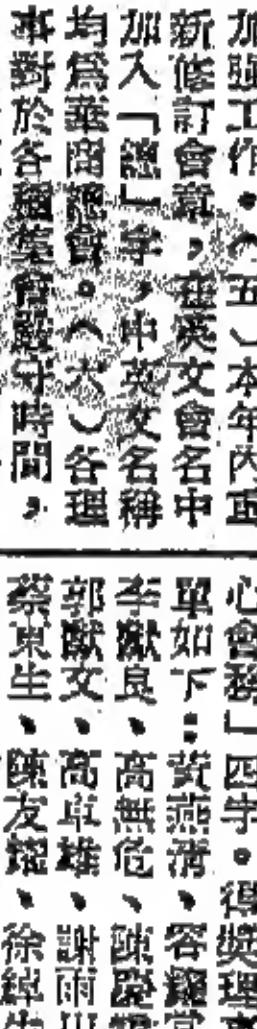 加强工作。(五)本年內重
新修訂會章,在英文會名中
加入「總」字,中英文名稱
均爲華商總會。(六)各理
事對於各種集會嚴守時間,
心會務」四字。得獎理事
單如下:黃燕清、容
李獻良、高無危、陳
郭獻文、高卓雄、謝雨川
蔡東生、陳友
、徐